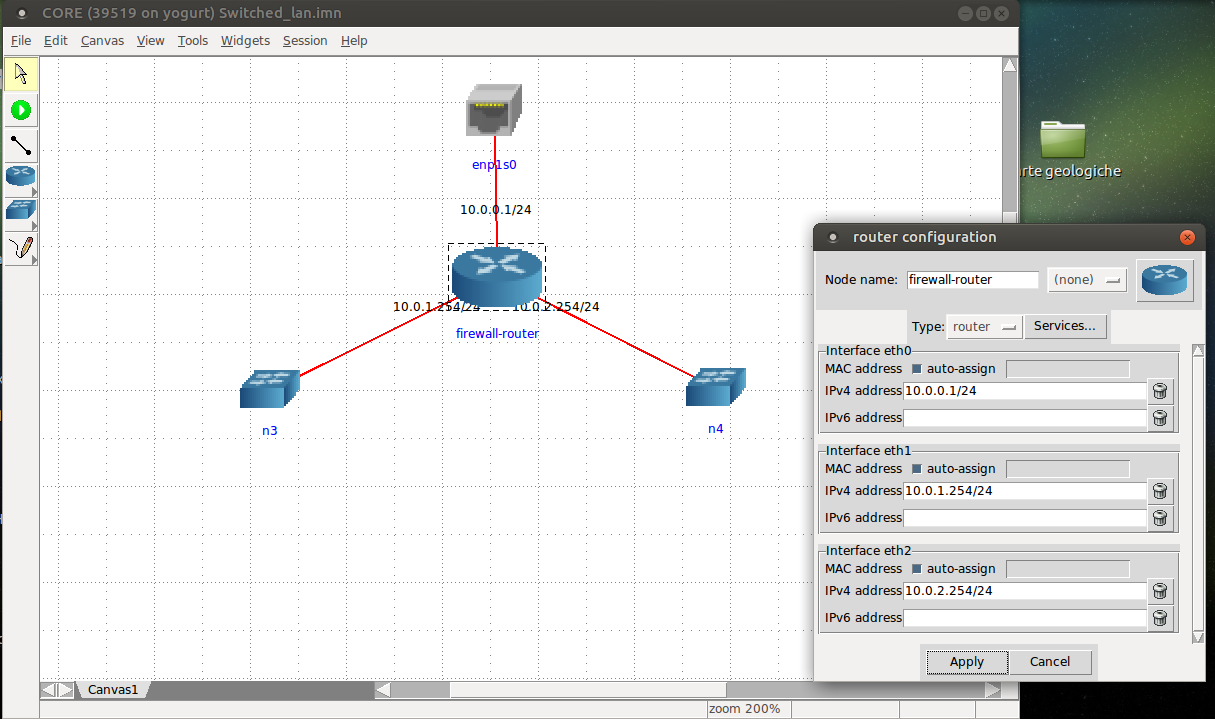 CORE (39519 on yogurt) Switched_lan.imn
File Edit Canvas View Tools Widgets Session Help
enp1s0
10.0.0.1/24
10.0.1.254/24
10.0.2.254/24
firewall-router
n3
n4
Canvas1
zoom 200%
rte geologiche
router configuration
Node name: firewall-router (none)
Type: router Services...
Interface eth0
MAC address auto-assign
IPv4 address 10.0.0.1/24
IPv6 address
Interface eth1
MAC address auto-assign
IPv4 address 10.0.1.254/24
IPv6 address
Interface eth2
MAC address auto-assign
IPv4 address 10.0.2.254/24
IPv6 address
Apply Cancel